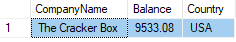 CompanyName Balance Country
1 The Cracker Box 9533.08 USA